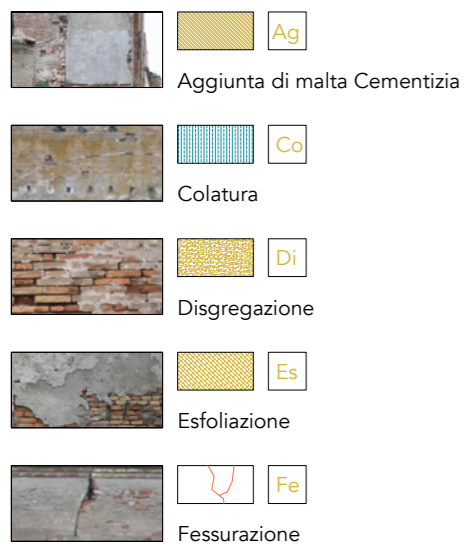 Ag
Aggiunta di malta Cementizia
Co
Colatura
Di
Disgregazione
Es
Esfoliazione
Fe
Fessurazione